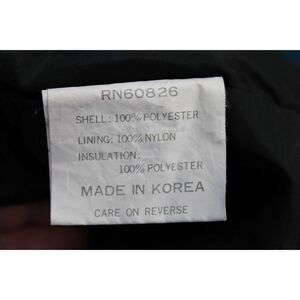 RN60826
SHELL: 100% POLYESTER
LINING: 100% NYLON
INSULATION:
100% POLYESTER
MADE IN KOREA
CARE ON REVERSE